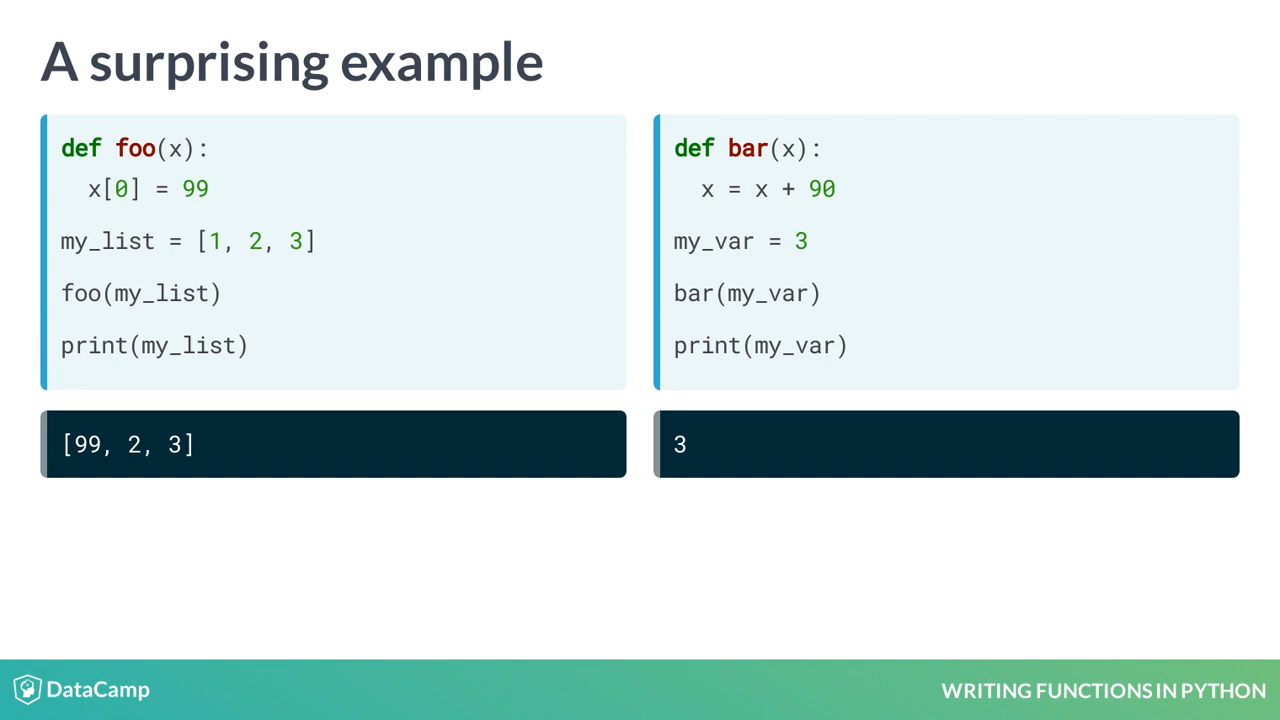 A surprising example
def foo(x):
  x[0] = 99
my_list = [1, 2, 3]
foo(my_list)
print(my_list)
[99, 2, 3]
def bar(x):
  x = x + 90
my_var = 3
bar(my_var)
print(my_var)
3
DataCamp
WRITING FUNCTIONS IN PYTHON